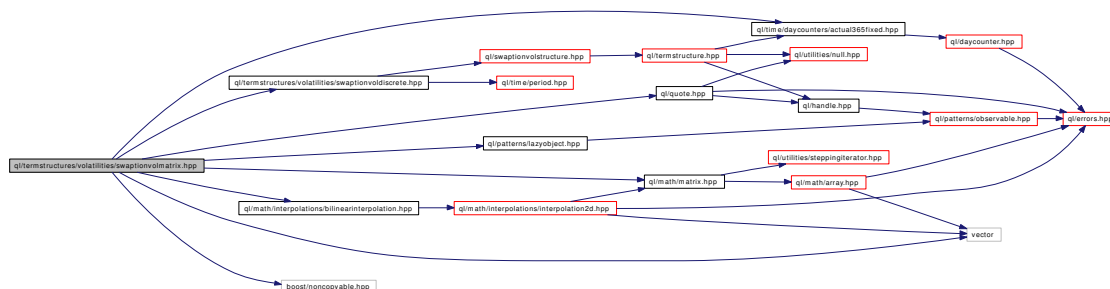 ql/time/daycounters/actual365fixed.hpp
ql/daycounter.hpp
ql/swaptionvolstructure.hpp
ql/termstructure.hpp
ql/utilities/null.hpp
ql/termstructures/volatilities/swaptionvoldiscrete.hpp
ql/time/period.hpp
ql/quote.hpp
ql/handle.hpp
ql/patterns/observable.hpp
ql/errors.hpp
ql/patterns/lazyobject.hpp
ql/termstructures/volatilities/swaptionvolmatrix.hpp
ql/utilities/steppingiterator.hpp
ql/math/matrix.hpp
ql/math/array.hpp
ql/math/interpolations/bilinearinterpolation.hpp
ql/math/interpolations/interpolation2d.hpp
vector
boost/noncopyable.hpp